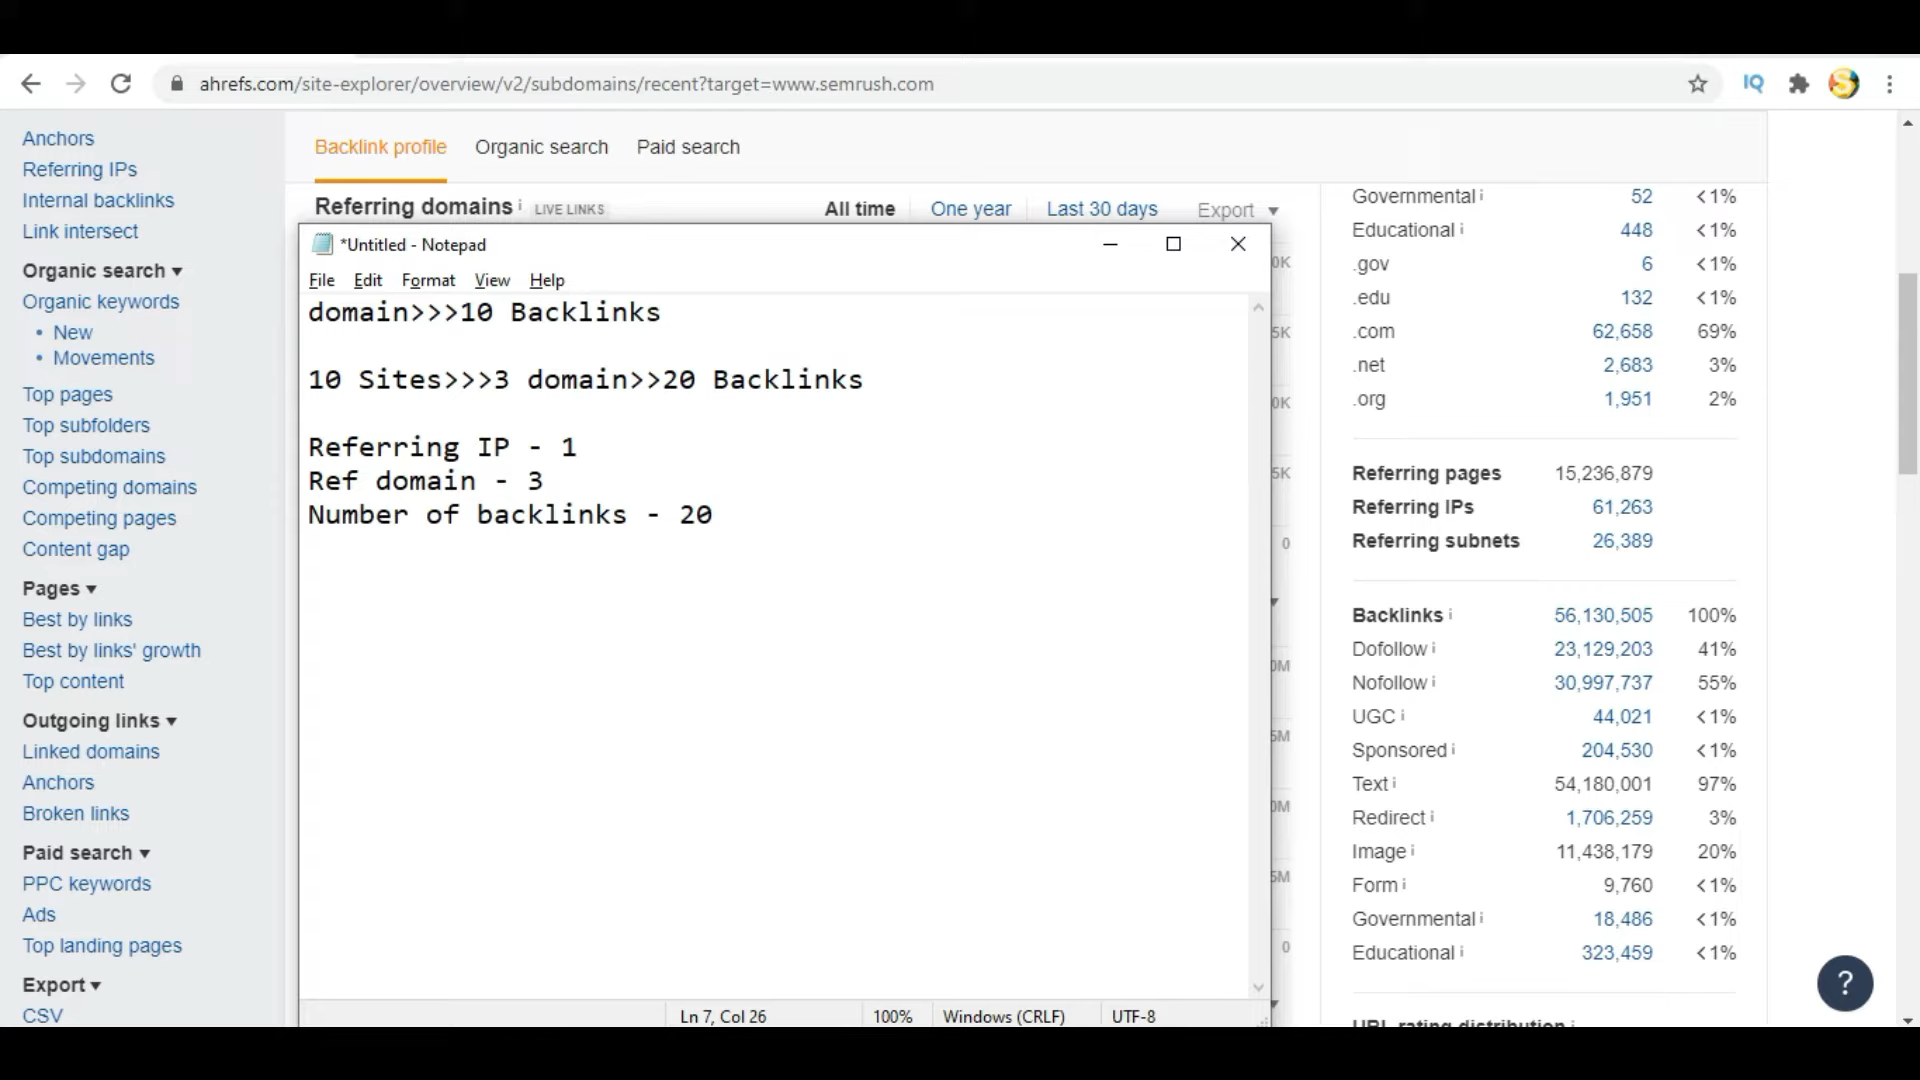 ahrefs.com/site-explorer/overview/v2/subdomains/recent?target=www.semrush.com
IQ
Anchors
Referring IPs
Internal backlinks
Link intersect
Organic search
Organic keywords
• New
• Movements
Top pages
Top subfolders
Top subdomains
Competing domains
Competing pages
Content gap
Pages
Best by links
Best by links' growth
Top content
Outgoing links
Linked domains
Anchors
Broken links
Paid search
PPC keywords
Ads
Top landing pages
Export
CSV
Backlink profile Organic search Paid search
Referring domains i LIVE LINKS All time One year Last 30 days Export
*Untitled - Notepad
File Edit Format View Help
domain>>>10 Backlinks
10 Sites>>>3 domain>>20 Backlinks
Referring IP - 1
Ref domain - 3
Number of backlinks - 20
Ln 7, Col 26 100% Windows (CRLF) UTF-8
0
0
Governmental i 52 <1%
Educational i 448 <1%
.gov 6 <1%
.edu 132 <1%
.com 62,658 69%
.net 2,683 3%
.org 1,951 2%
Referring pages 15,236,879
Referring IPs 61,263
Referring subnets 26,389
Backlinks i 56,130,505 100%
Dofollow i 23,129,203 41%
Nofollow i 30,997,737 55%
UGC i 44,021 <1%
Sponsored i 204,530 <1%
Text i 54,180,001 97%
Redirect i 1,706,259 3%
Image i 11,438,179 20%
Form i 9,760 <1%
Governmental i 18,486 <1%
Educational i 323,459 <1%
URL rating distribution i
?